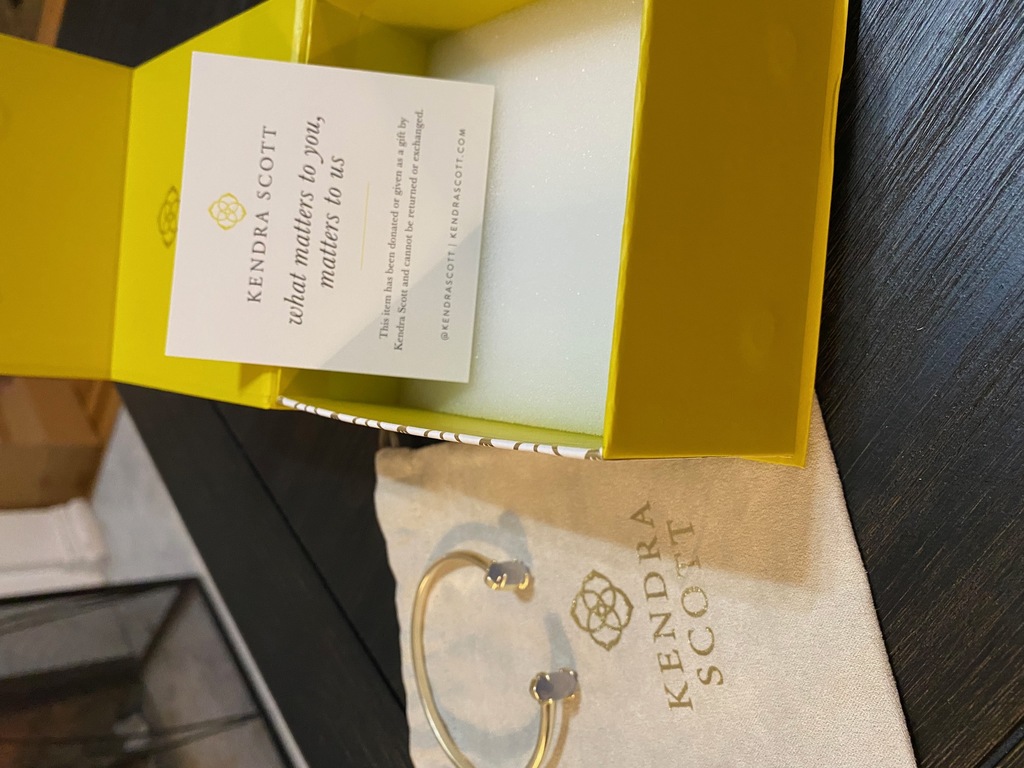 KENDRA SCOTT
what matters to you,
matters to us
This item has been donated or given as a gift by
Kendra Scott and cannot be returned or exchanged.
@KENDRASCOTT | KENDRASCOTT.COM
KENDRA
SCOTT